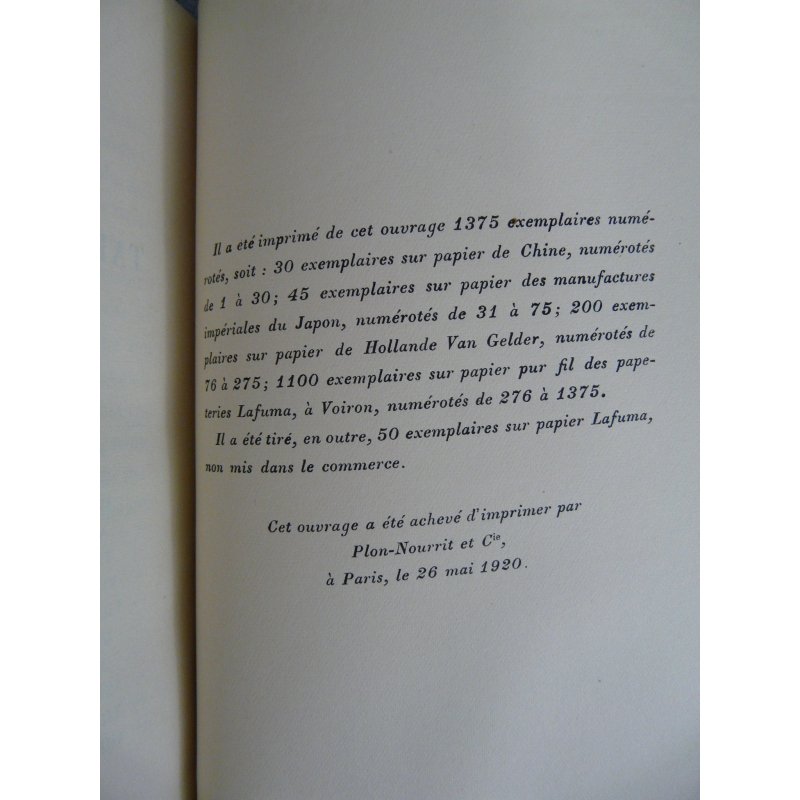 Il a été imprimé de cet ouvrage 1375 exemplaires numé-
rotés, soit : 30 exemplaires sur papier de Chine, numérotés
de 1 à 30; 45 exemplaires sur papier des manufactures
impériales du Japon, numérotés de 31 à 75; 200 exem-
plaires sur papier de Hollande Van Gelder, numérotés de
76 à 275; 1100 exemplaires sur papier pur fil des pape-
teries Lafuma, à Voiron, numérotés de 276 à 1375.
Il a été tiré, en outre, 50 exemplaires sur papier Lafuma,
non mis dans le commerce.
Cet ouvrage a été achevé d'imprimer par
Plon-Nourrit et Cie,
à Paris, le 26 mai 1920.